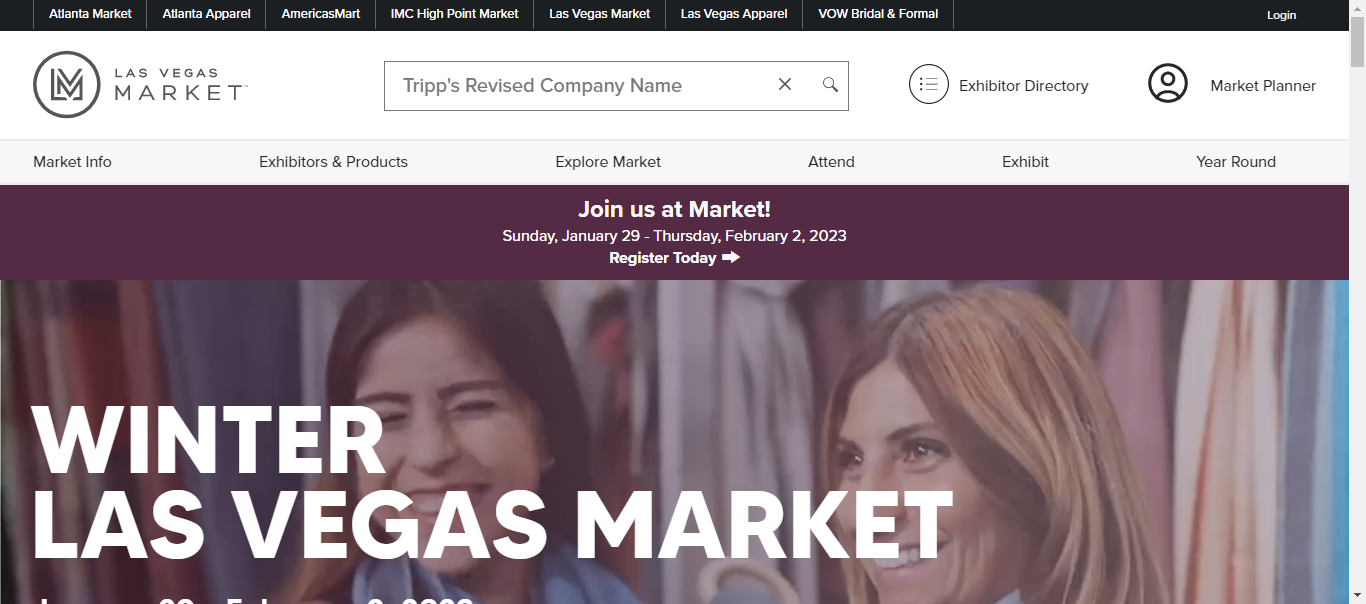 Atlanta Market
Atlanta Apparel
AmericasMart
IMC High Point Market
Las Vegas Market
Las Vegas Apparel
VOW Bridal & Formal
Login
LAS VEGAS
MARKET
Tripp's Revised Company Name
Exhibitor Directory
Market Planner
Market Info
Exhibitors & Products
Explore Market
Attend
Exhibit
Year Round
Join us at Market!
Sunday, January 29 - Thursday, February 2, 2023
Register Today
WINTER
LAS VEGAS MARKET